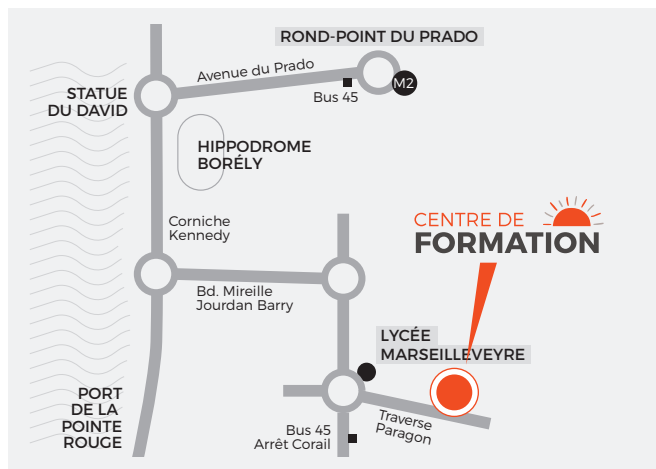 ROND-POINT DU PRADO
Avenue du Prado
M2
Bus 45
STATUE
DU DAVID
HIPPODROME
BORÉLY
Corniche
Kennedy
CENTRE DE
FORMATION
Bd. Mireille
Jourdan Barry
LYCÉE
MARSEILLEVEYRE
PORT
DE LA
POINTE
ROUGE
Bus 45
Arrêt Corail
Traverse
Paragon